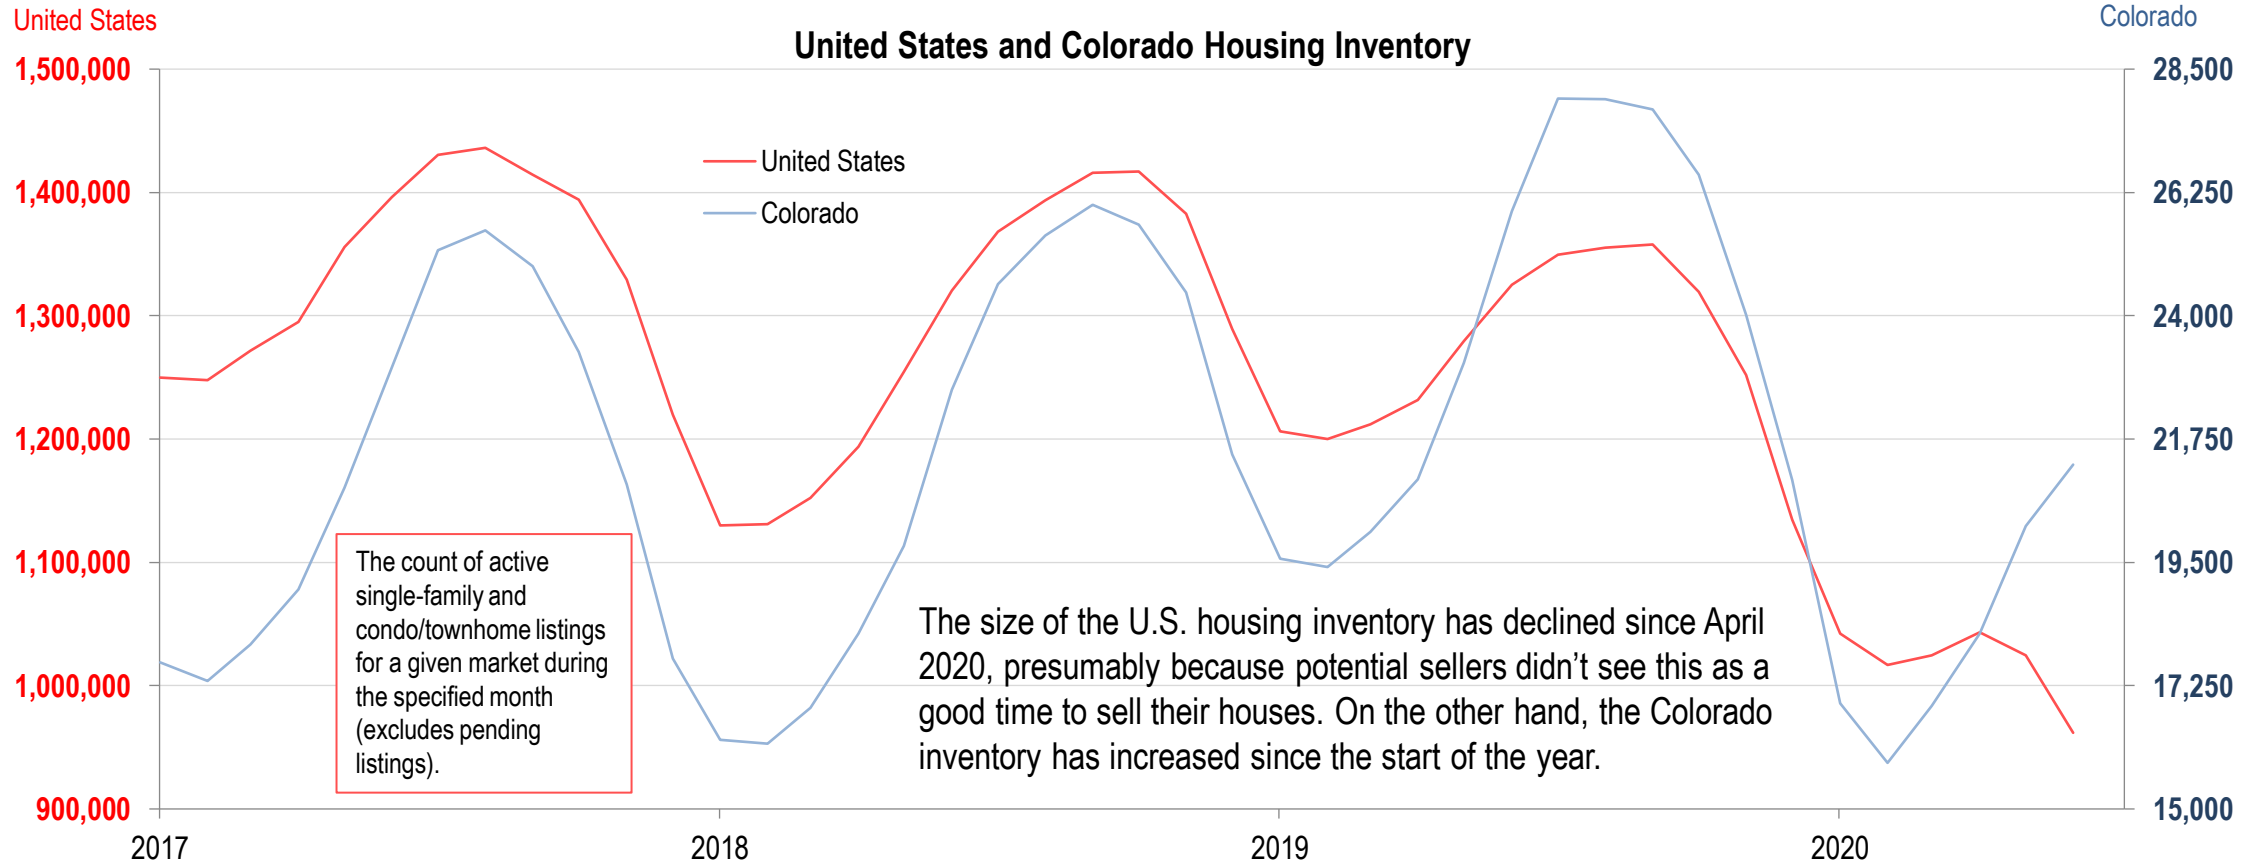 United States
Colorado
United States and Colorado Housing Inventory
1,500,000
1,400,000
1,300,000
1,200,000
1,100,000
1,000,000
900,000
28,500
26,250
24,000
21,750
19,500
17,250
15,000
United States
Colorado
The count of active
single-family and
condo/townhome listings
for a given market during
the specified month
(excludes pending
listings).
The size of the U.S. housing inventory has declined since April
2020, presumably because potential sellers didn’t see this as a
good time to sell their houses. On the other hand, the Colorado
inventory has increased since the start of the year.
2017
2018
2019
2020